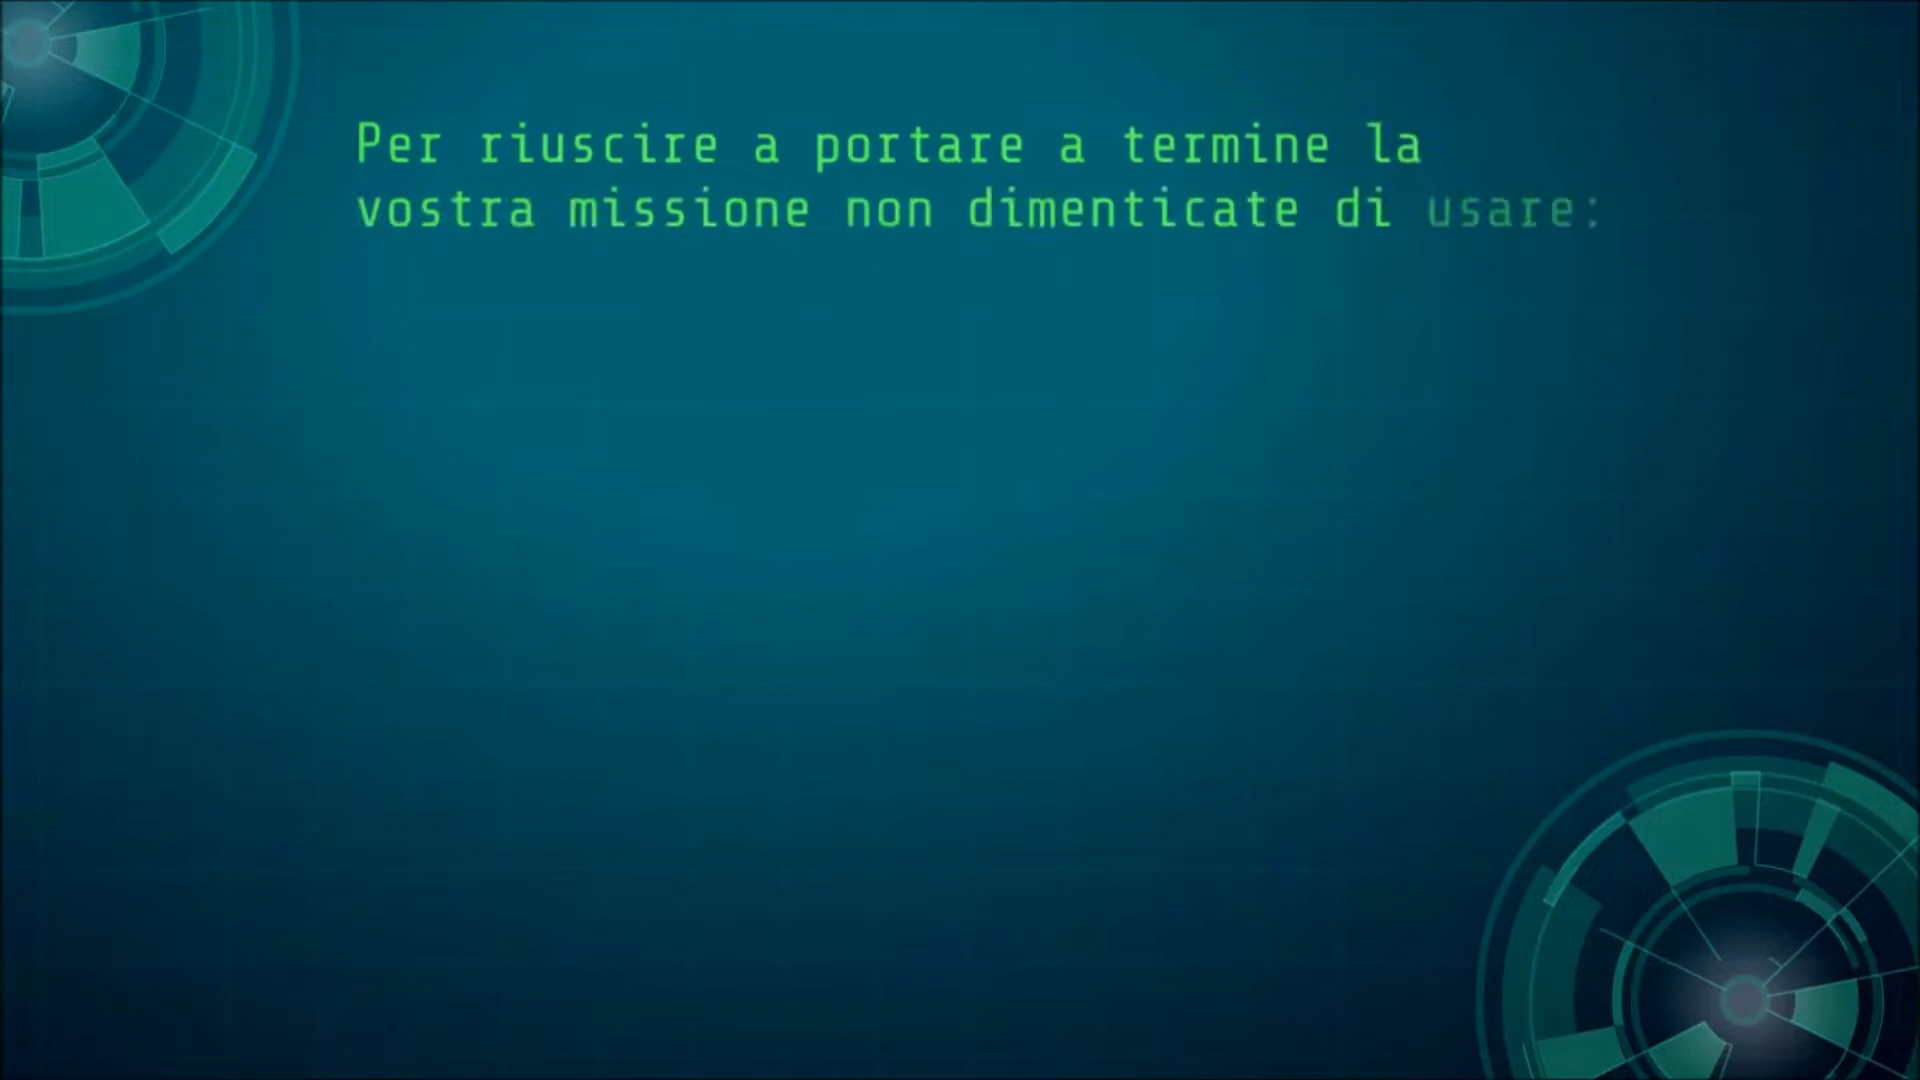 Per riuscire a portare a termine la
vostra missione non dimenticate di usare: